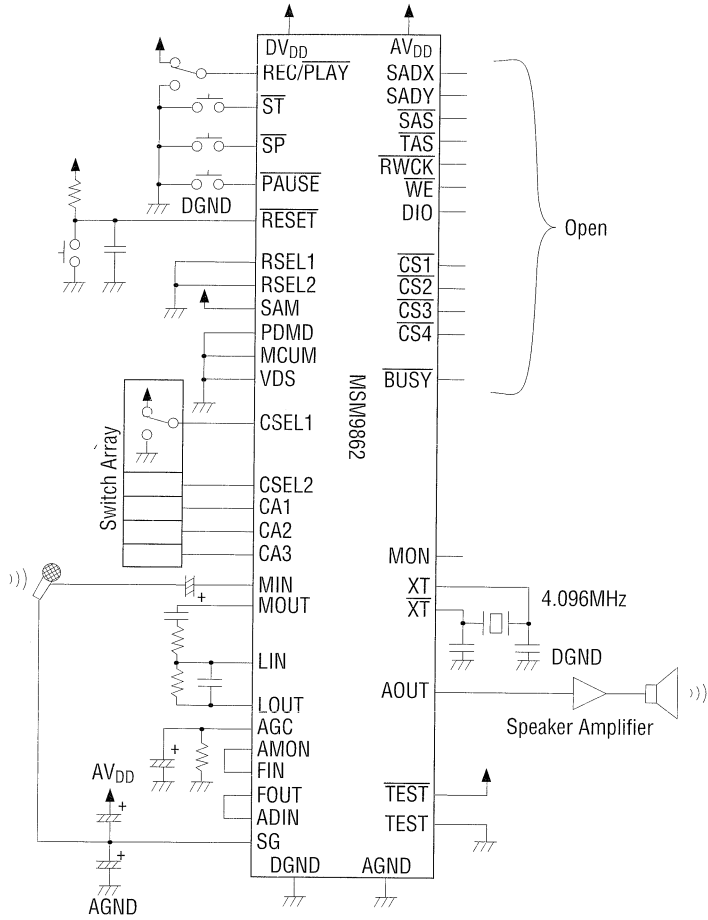 DVDD
AVDD
REC/PLAY
ST
SP
PAUSE
DGND
RESET
RSEL1
RSEL2
SAM
PDMD
MCUM
VDS
Switch Array
CSEL1
CSEL2
CA1
CA2
CA3
MIN
+
MOUT
LIN
LOUT
AGC
+
AMON
FIN
AVDD
FOUT
+
ADIN
SG
+
AGND
DGND
AGND
MSM9862
SADX
SADY
SAS
TAS
RWCK
WE
DIO
Open
CS1
CS2
CS3
CS4
BUSY
MON
XT
XT
4.096MHz
DGND
AOUT
Speaker Amplifier
TEST
TEST